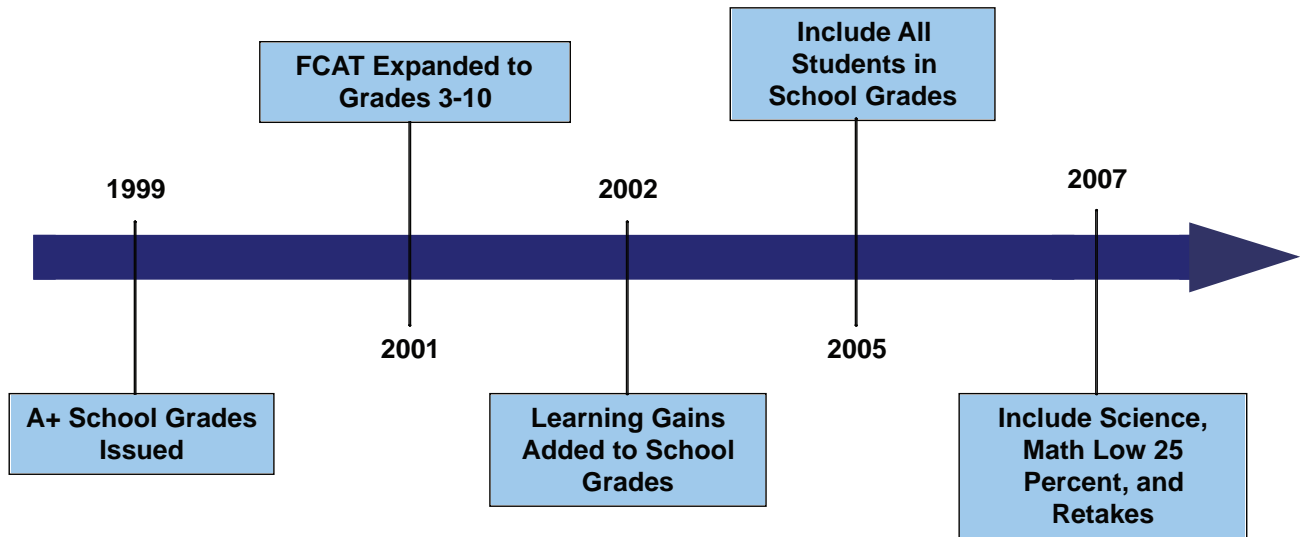 1999
A+ School Grades
Issued
FCAT Expanded to
Grades 3-10
2001
2002
Learning Gains
Added to School
Grades
Include All
Students in
School Grades
2005
2007
Include Science,
Math Low 25
Percent, and
Retakes